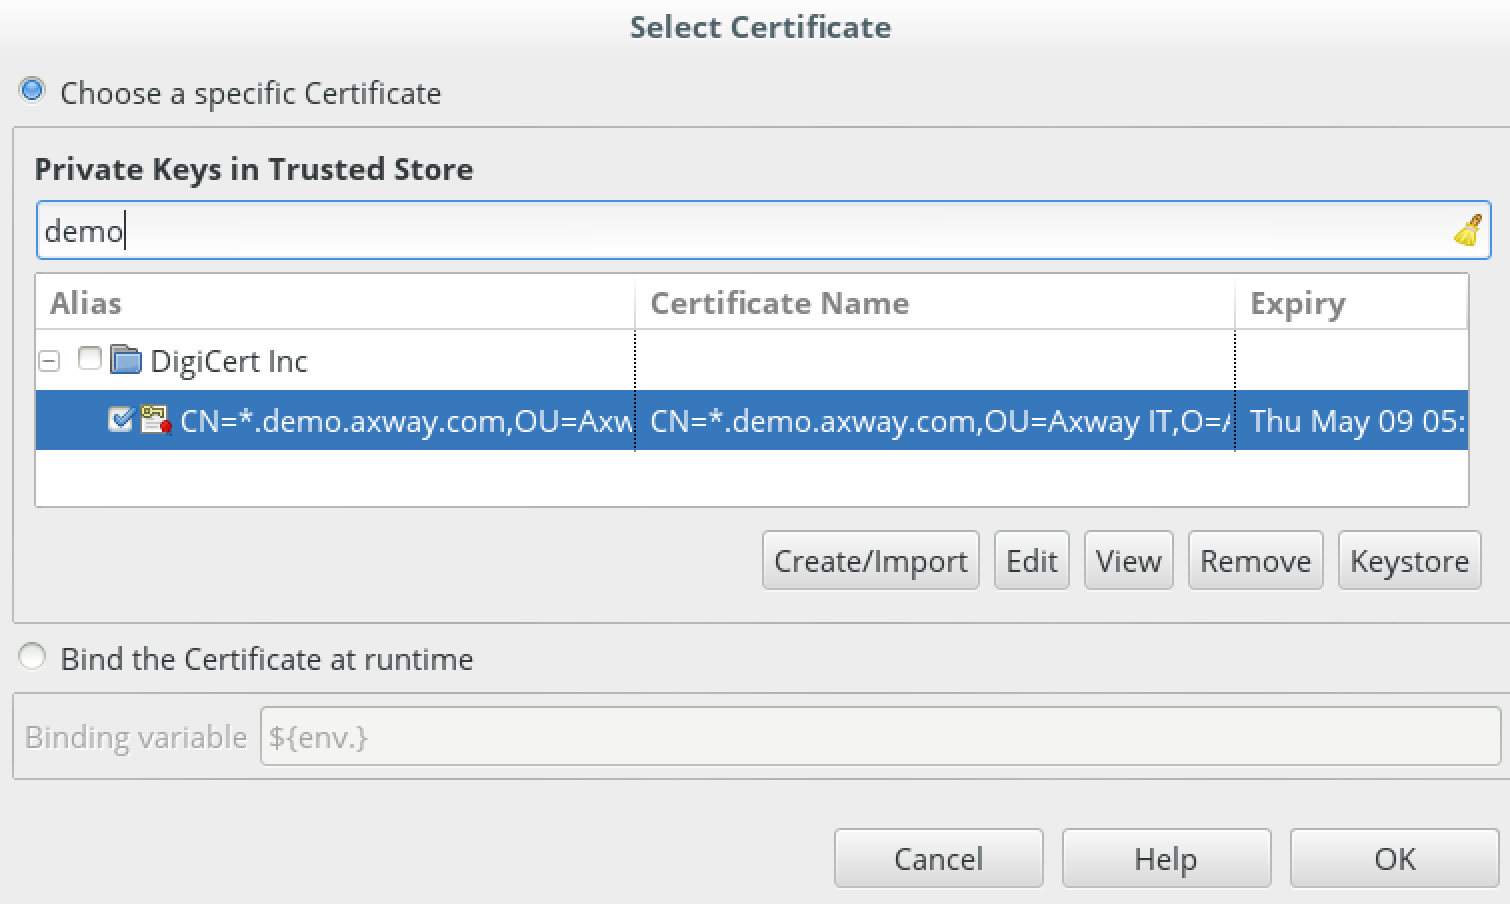 Select Certificate
Choose a specific Certificate
Private Keys in Trusted Store
demo
Alias Certificate Name Expiry
DigiCert Inc
CN=*.demo.axway.com,OU=Axw CN=*.demo.axway.com,OU=Axway IT,O=A Thu May 09 05:
Create/Import Edit View Remove Keystore
Bind the Certificate at runtime
Binding variable ${env.}
Cancel Help OK